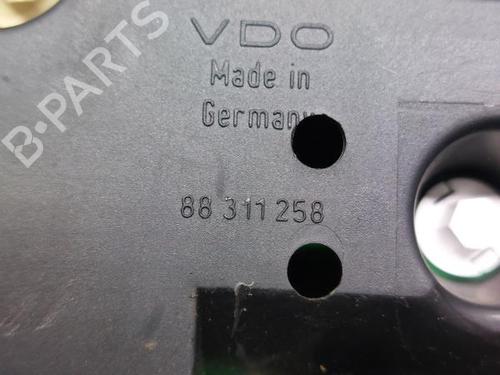 VDO
Made in
Germany
88 311 258
B-PARTS